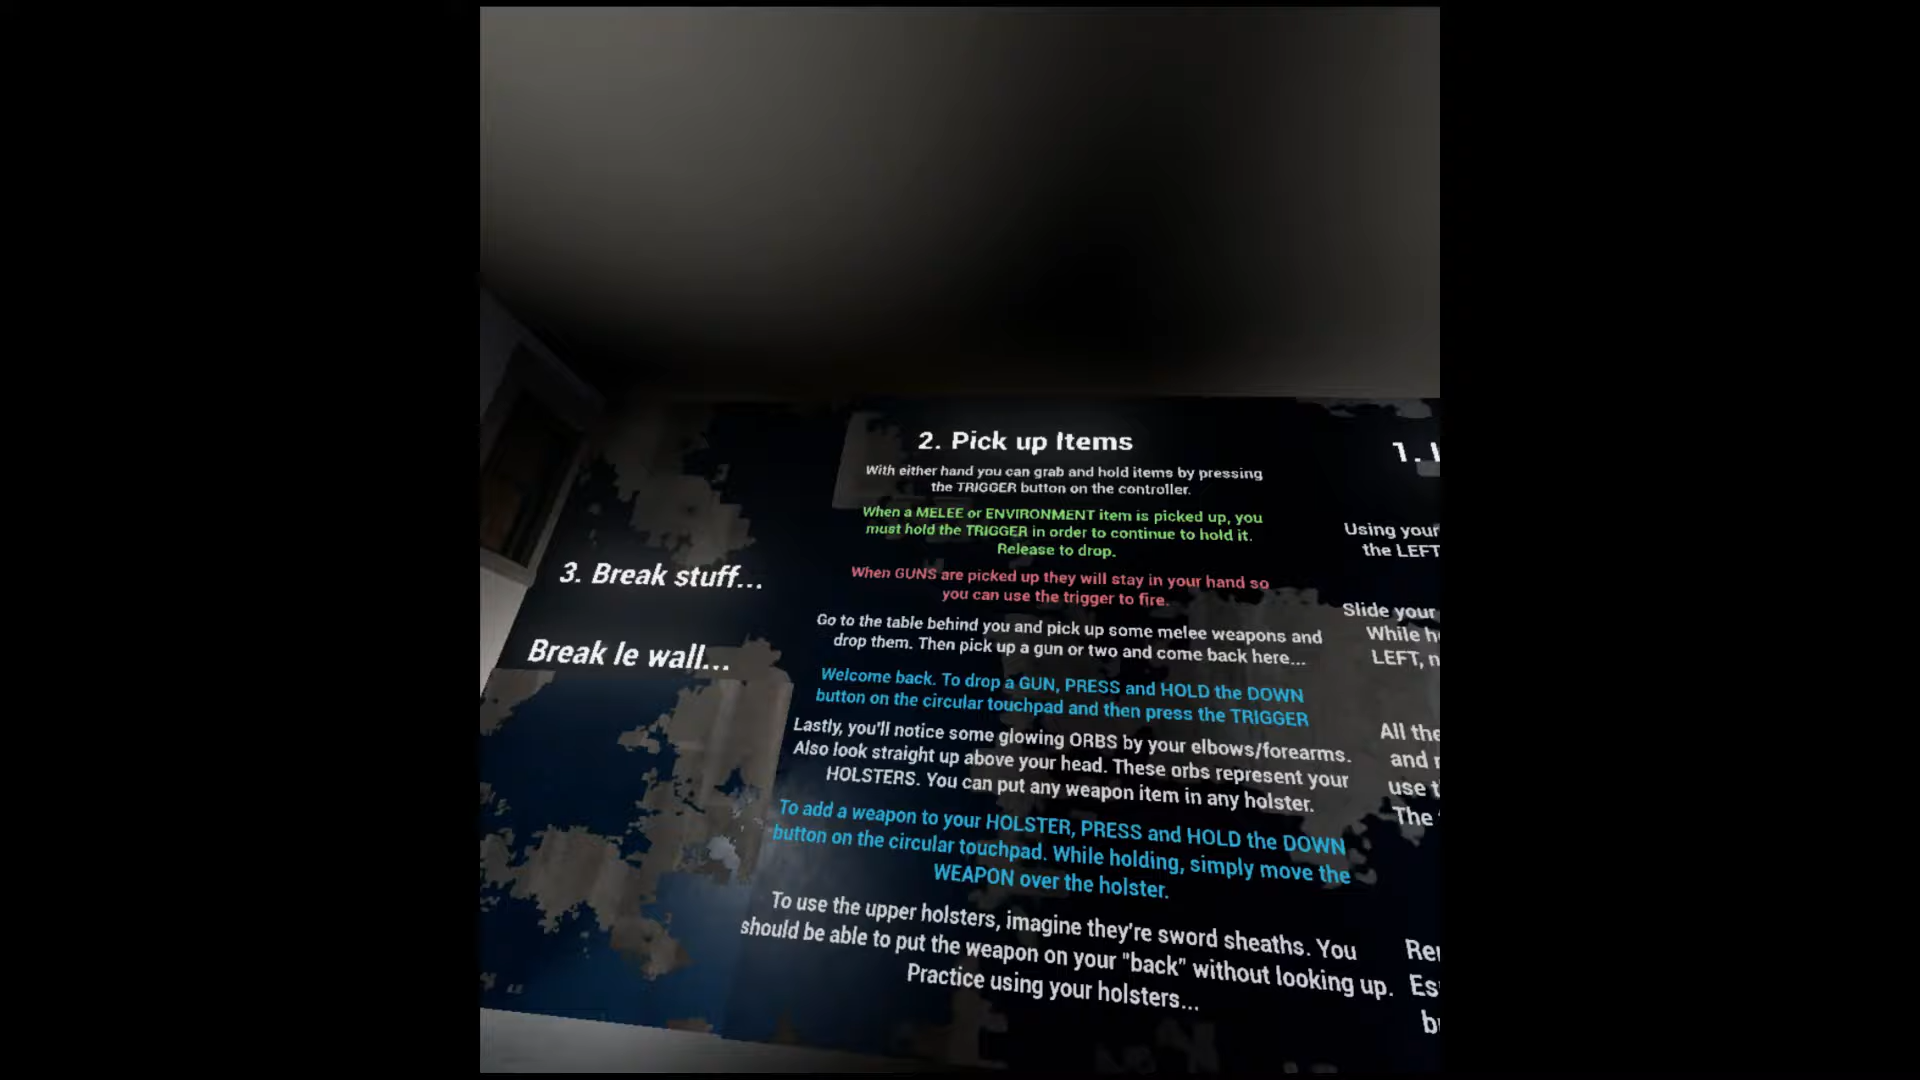 2. Pick up Items
With either hand you can grab and hold items by pressing
the TRIGGER button on the controller.
When a MELEE or ENVIRONMENT item is picked up, you
must hold the TRIGGER in order to continue to hold it.
Release to drop.
When GUNS are picked up they will stay in your hand so
you can use the trigger to fire.
Go to the table behind you and pick up some melee weapons and
drop them. Then pick up a gun or two and come back here...
Welcome back. To drop a GUN, PRESS and HOLD the DOWN
button on the circular touchpad and then press the TRIGGER
Lastly, you'll notice some glowing ORBS by your elbows/forearms.
Also look straight up above your head. These orbs represent your
HOLSTERS. You can put any weapon item in any holster.
To add a weapon to your HOLSTER, PRESS and HOLD the DOWN
button on the circular touchpad. While holding, simply move the
WEAPON over the holster.
To use the upper holsters, imagine they're sword sheaths. You
should be able to put the weapon on your "back" without looking up.
Practice using your holsters...
3. Break stuff...
Break le wall...
1.
Using your
the LEFT
Slide your
While
LEFT,
All the
and
use
The